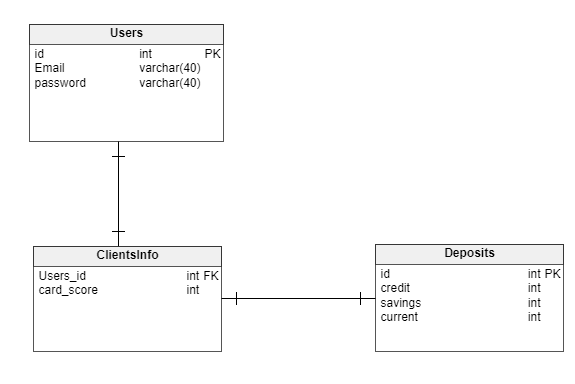 Users
id int PK
Email varchar(40)
password varchar(40)
ClientsInfo
Users_id int FK
card_score int
Deposits
id int PK
credit int
savings int
current int